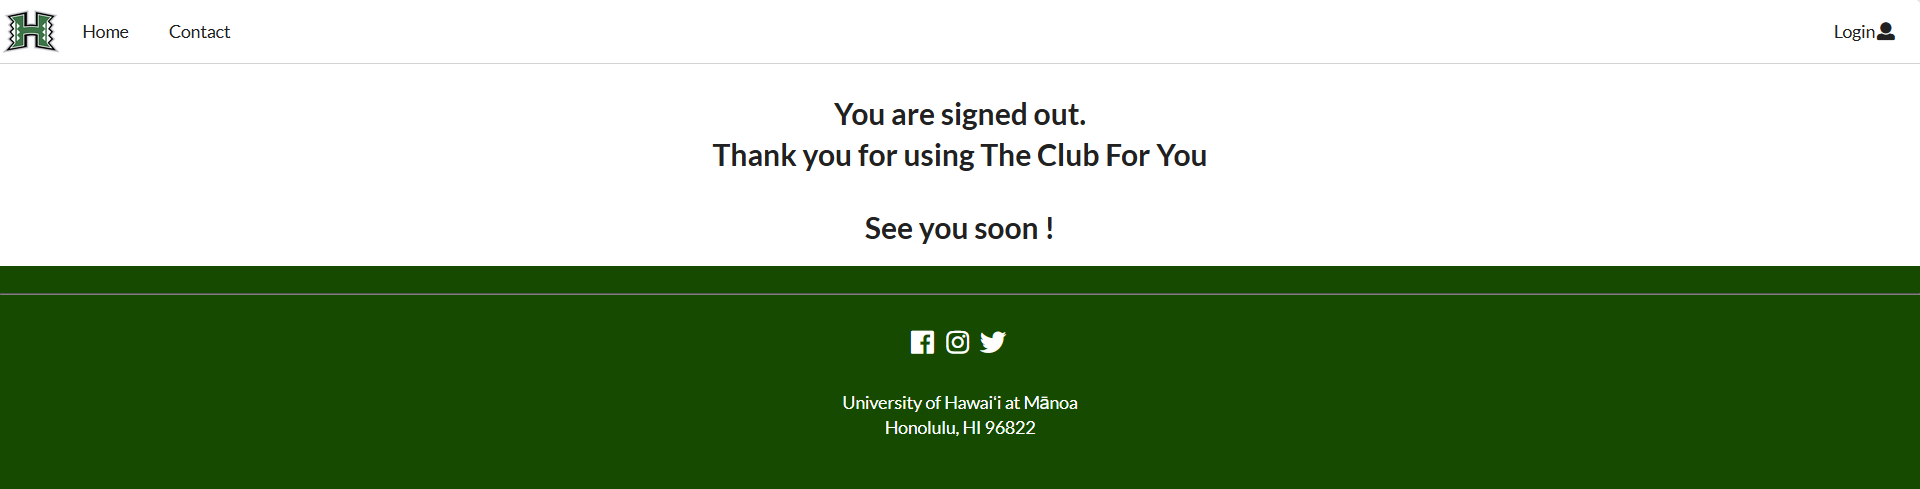 H
Home
Contact
Login
You are signed out.
Thank you for using The Club For You
See you soon !
University of Hawaiʻi at Mānoa
Honolulu, HI 96822